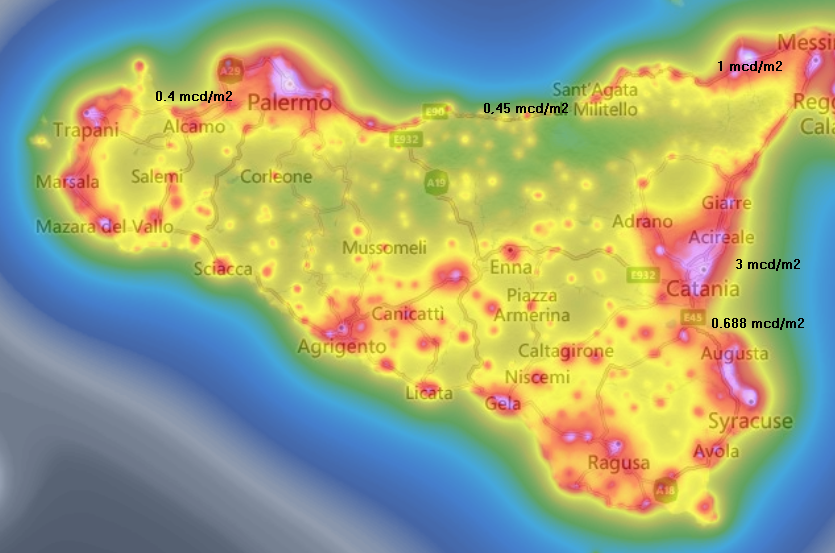 Messin
1 mcd/m2
A29
0.4 mcd/m2
Palermo
Sant'Agata
Militello
0,45 mcd/m2
E90
Reg
Cala
Trapani
Alcamo
E932
Marsala
Salemi
Corleone
A19
Giarre
Mazara del Vallo
Adrano
Acireale
Mussomeli
Sciacca
Enna
E932
3 mcd/m2
Catania
Piazza
Armerina
Canicattì
E45
0.688 mcd/m2
Agrigento
Caltagirone
Augusta
Niscemi
Licata
Gela
Syracuse
Ragusa
Avola
A18